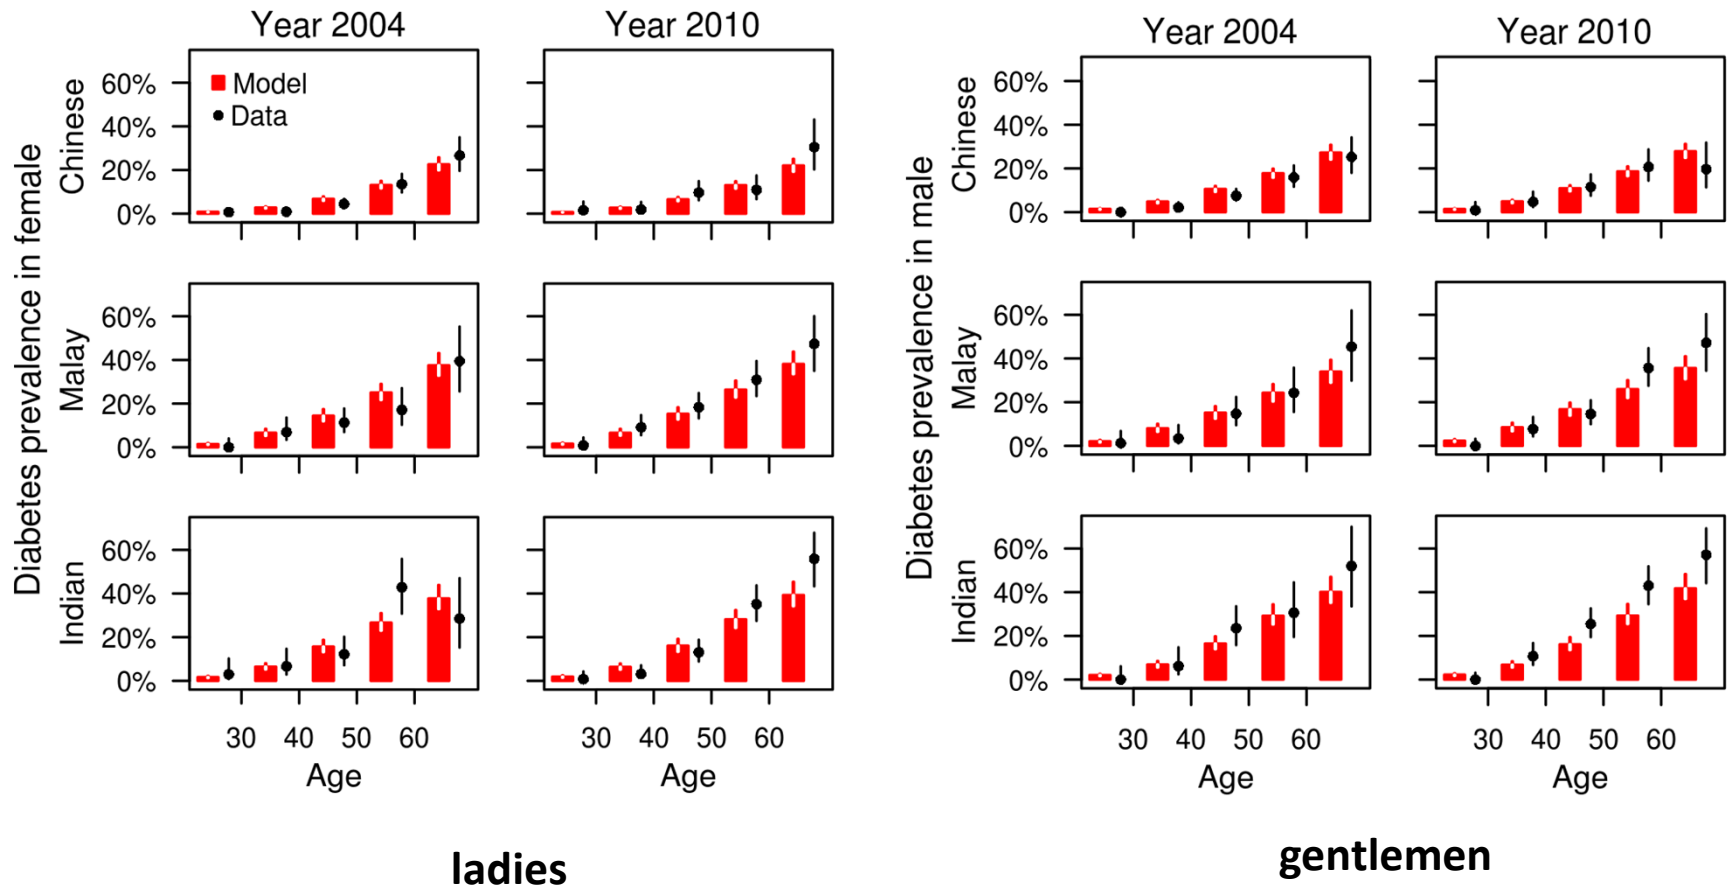 Year 2004
Year 2010
Year 2004
Year 2010
Diabetes prevalence in female
Chinese
60%
40%
20%
0%
Model
Data
Malay
60%
40%
20%
0%
Indian
60%
40%
20%
0%
30 40 50 60
30 40 50 60
Age
Age
Diabetes prevalence in male
Chinese
60%
40%
20%
0%
Malay
60%
40%
20%
0%
Indian
60%
40%
20%
0%
30 40 50 60
30 40 50 60
Age
Age
ladies
gentlemen